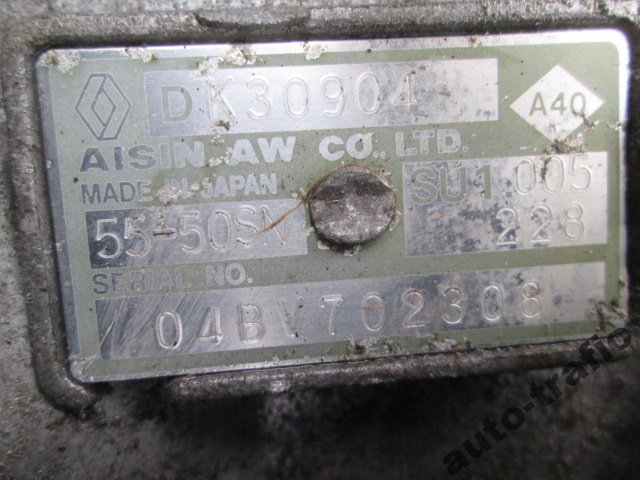 DK30904
A40
AISIN AW CO., LTD.
MADE IN JAPAN
SU1 005
55-50SN
228
SERIAL NO.
04BV702308
auto-trafic